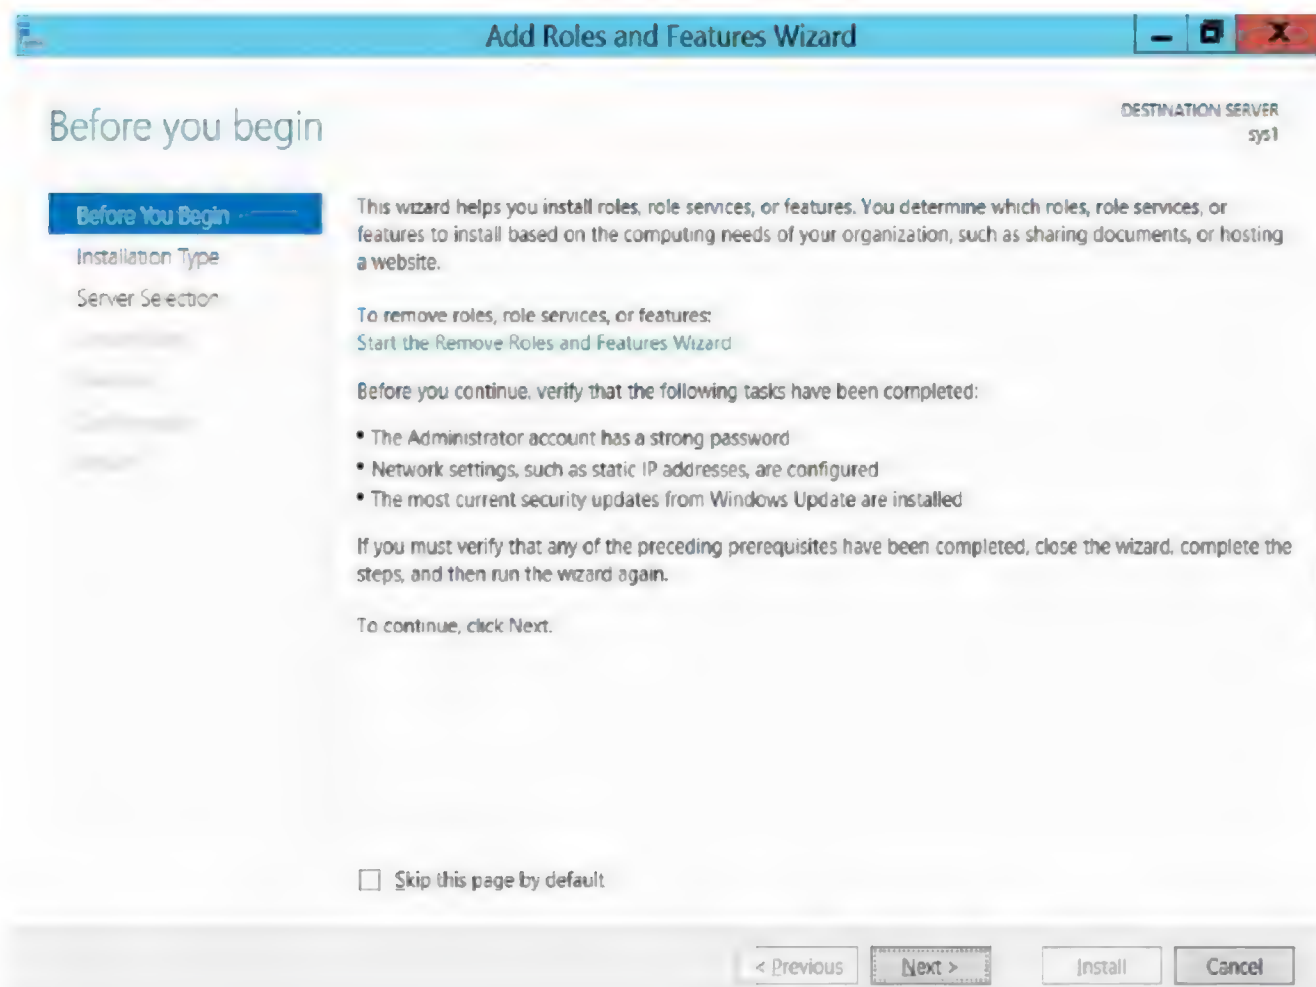 Add Roles and Features Wizard
Before you begin
DESTINATION SERVER
sys1
Before You Begin
Installation Type
Server Selection
This wizard helps you install roles, role services, or features. You determine which roles, role services, or
features to install based on the computing needs of your organization, such as sharing documents, or hosting
a website.
To remove roles, role services, or features:
Start the Remove Roles and Features Wizard
Before you continue, verify that the following tasks have been completed:
• The Administrator account has a strong password
• Network settings, such as static IP addresses, are configured
• The most current security updates from Windows Update are installed
If you must verify that any of the preceding prerequisites have been completed, close the wizard, complete the
steps, and then run the wizard again.
To continue, click Next.
Skip this page by default
< Previous
Next >
Install
Cancel